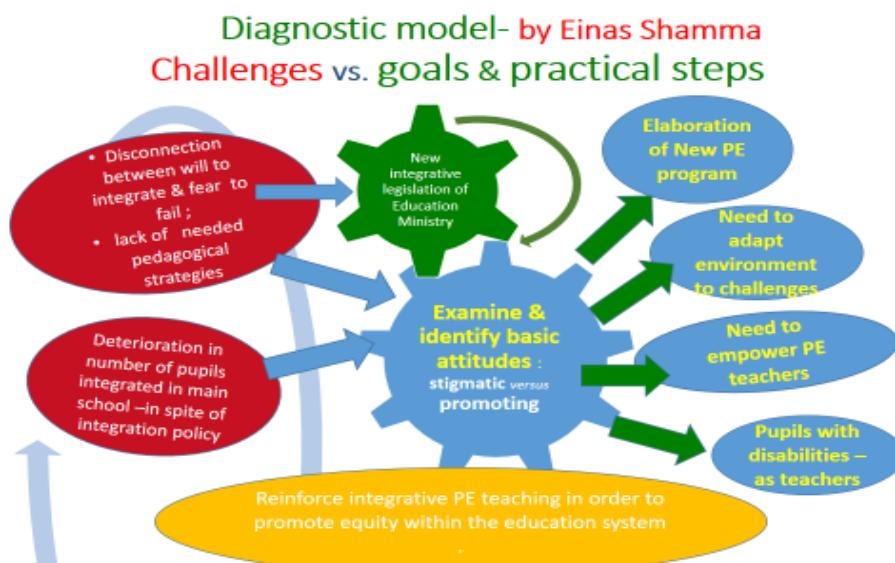 Diagnostic model- by Einas Shamma
Challenges vs. goals & practical steps
• Disconnection
between will to
integrate & fear to
fail ;
• lack of needed
pedagogical
strategies
New
integrative
legislation of
Education
Ministry
Elaboration
of New PE
program
Need to
adapt
environment
to challenges
Deterioration in
number of pupils
integrated in main
school –in spite of
integration policy
Examine &
identify basic
attitudes :
stigmatic versus
promoting
Need to
empower PE
teachers
Pupils with
disabilities –
as teachers
Reinforce integrative PE teaching in order to
promote equity within the education system
.